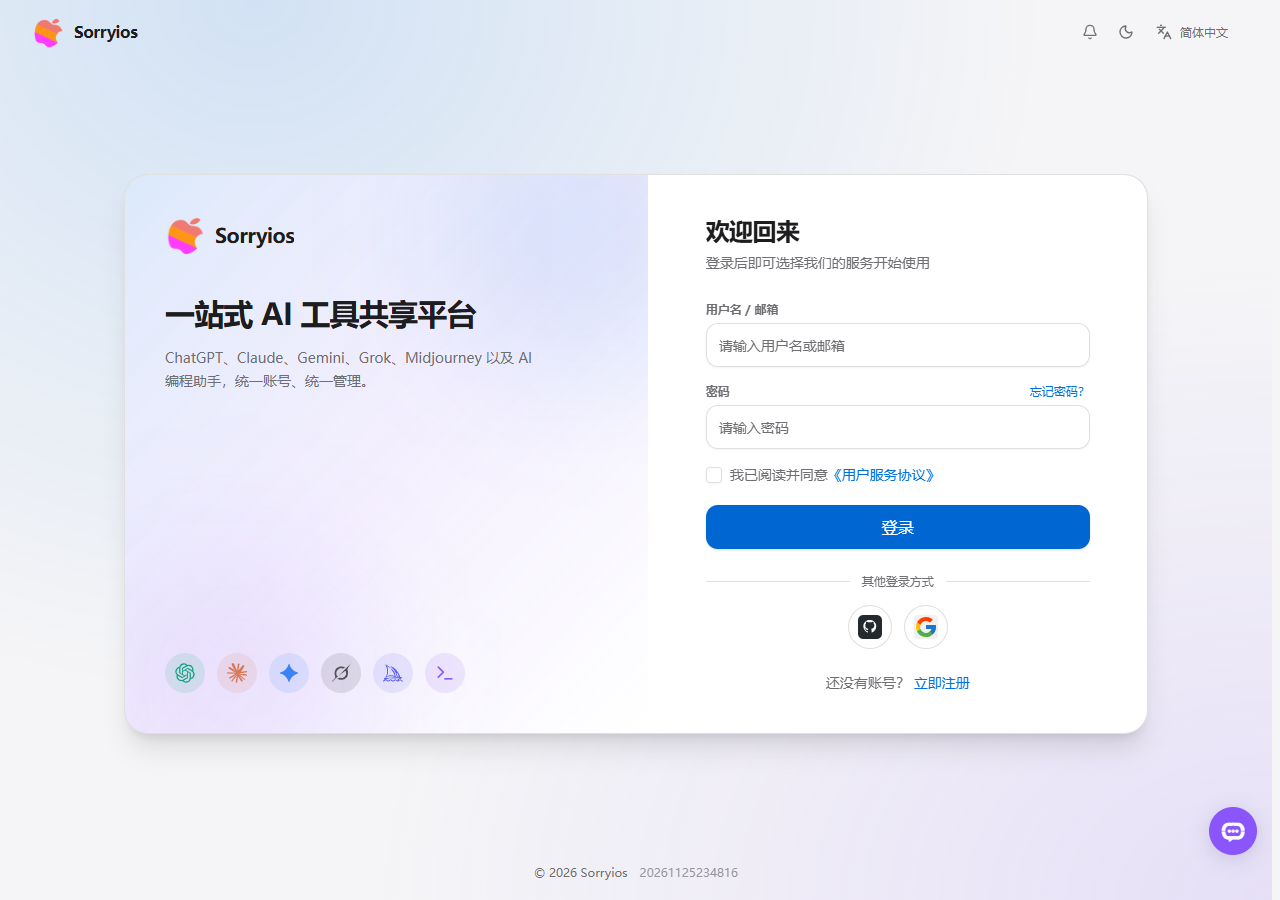 Sorryios
简体中文
Sorryios
一站式 AI 工具共享平台
ChatGPT、Claude、Gemini、Grok、Midjourney 以及 AI
编程助手，统一账号、统一管理。
欢迎回来
登录后即可选择我们的服务开始使用
用户名 / 邮箱
请输入用户名或邮箱
密码
忘记密码?
请输入密码
我已阅读并同意《用户服务协议》
登录
其他登录方式
还没有账号？ 立即注册
© 2026 Sorryios 20261125234816